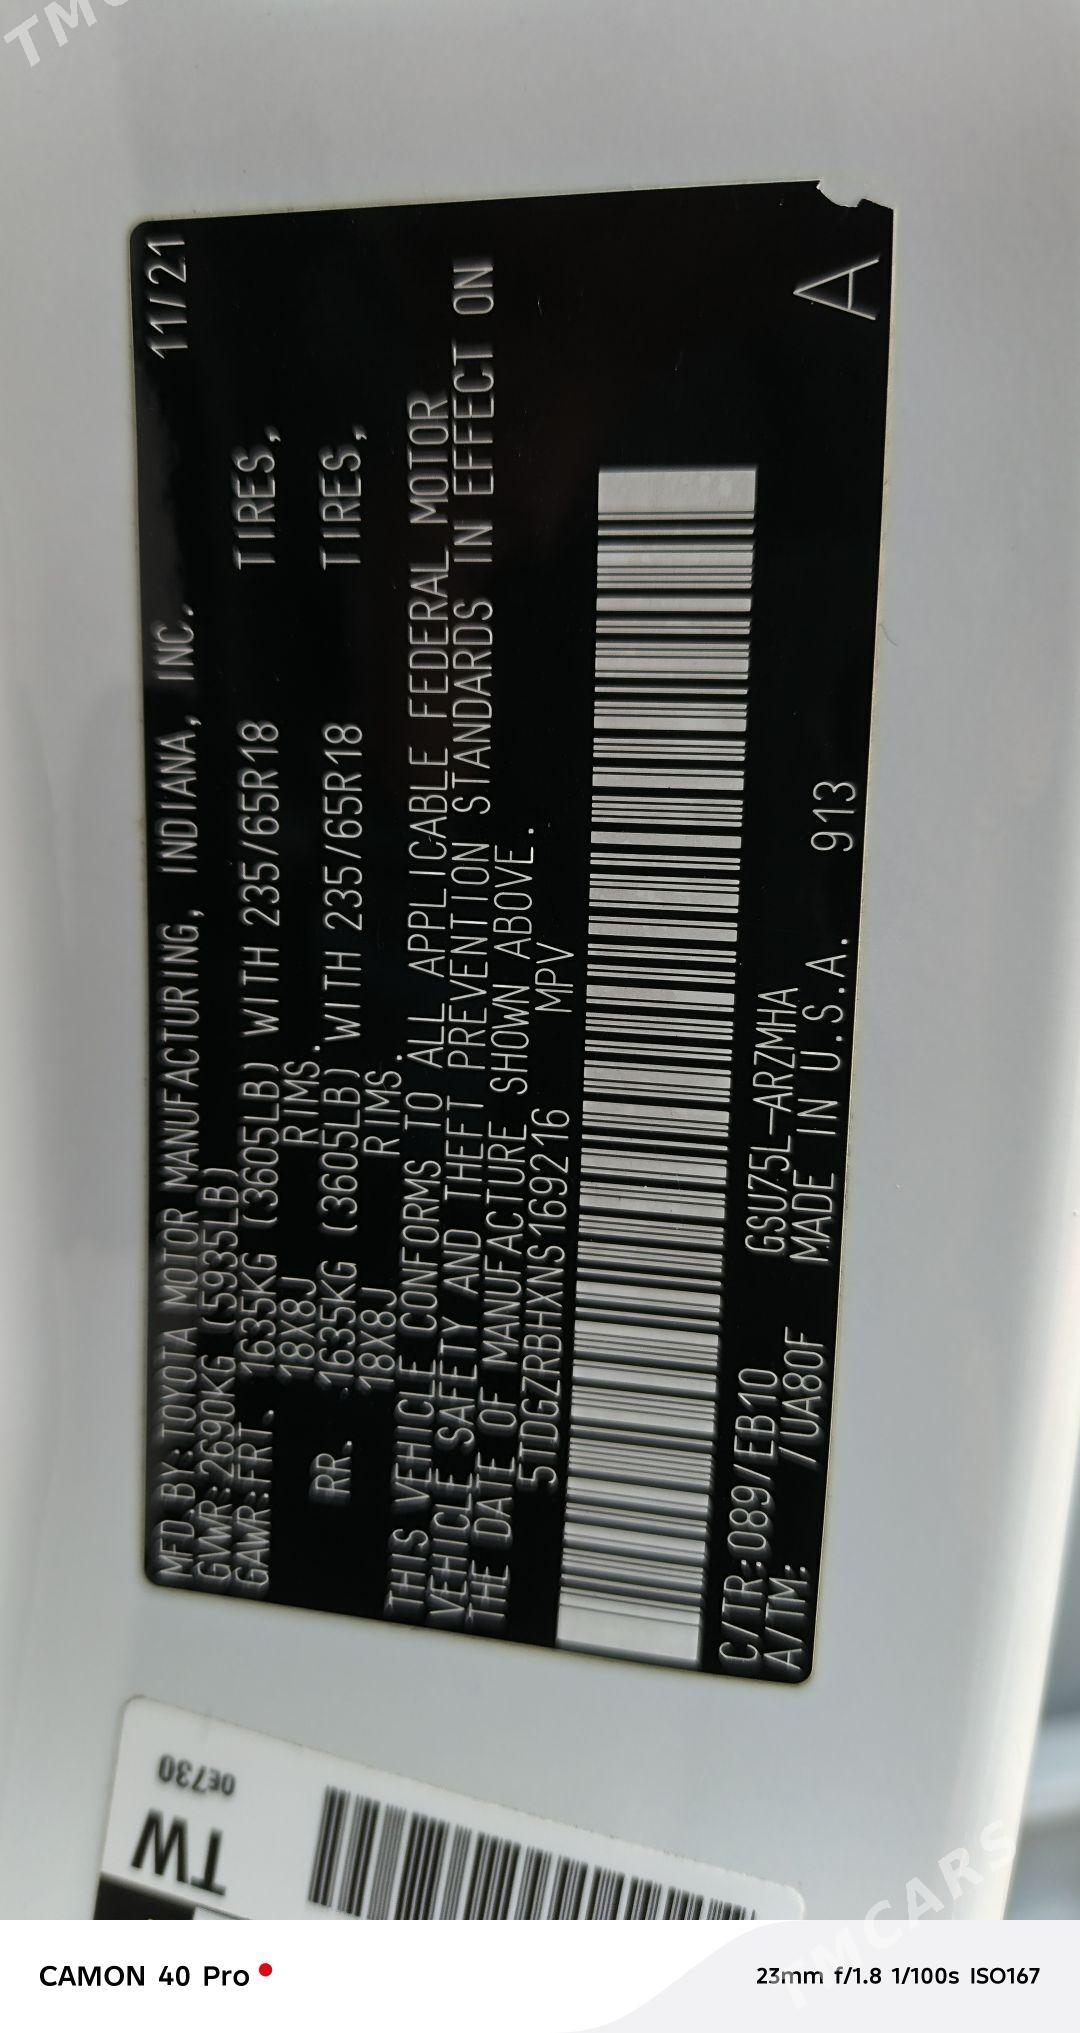 MFD.BY:TOYOTA MOTOR MANUFACTURING, INDIANA, INC. 11/21
GVWR:2690KG (5935LB)
GAWR:FRT. 1635KG (3605LB) WITH 235/65R18 TIRES,
18X8J RIMS.
RR. 1635KG (3605LB) WITH 235/65R18 TIRES,
18X8J RIMS.
THIS VEHICLE CONFORMS TO ALL APPLICABLE FEDERAL MOTOR
VEHICLE SAFETY AND THEFT PREVENTION STANDARDS IN EFFECT ON
THE DATE OF MANUFACTURE SHOWN ABOVE.
5TDGZRBHXNS169216 MPV
C/TR:089/EB10 GSU75L-ARZMHA
A/TM: /UA80F MADE IN U.S.A. 913 A
0E730
TW
TMCARS
CAMON 40 Pro
23mm f/1.8 1/100s ISO167